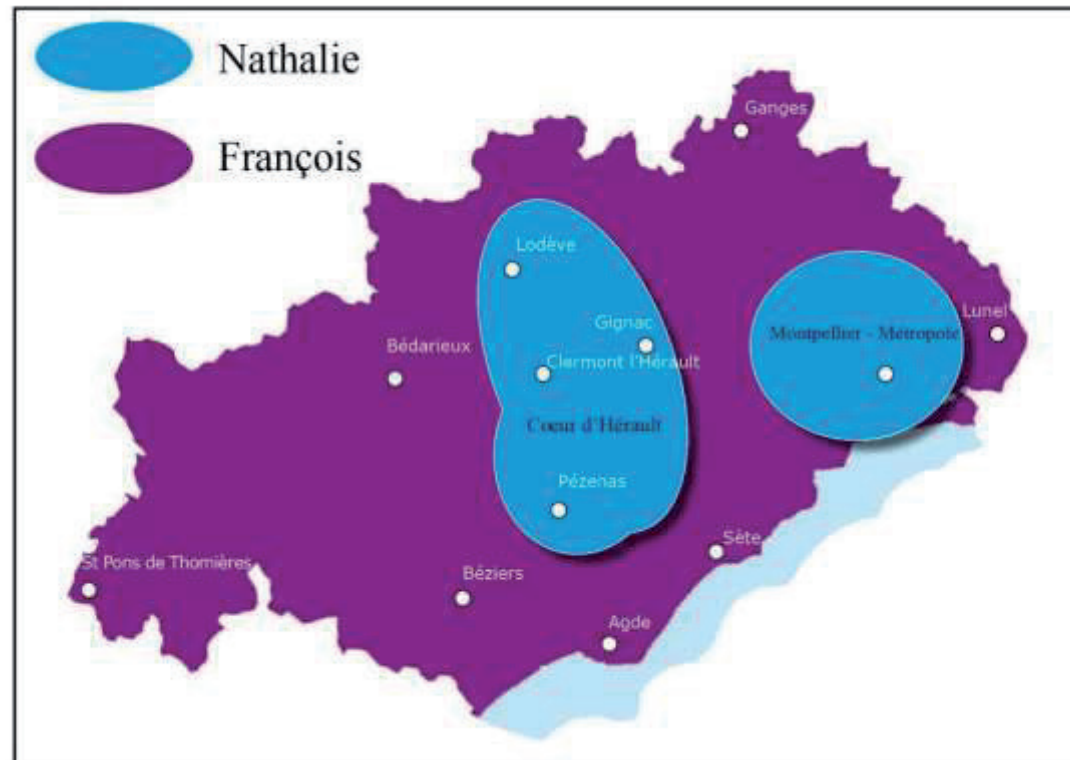 Nathalie
François
Ganges
Lodève
Gignac
Lunel
Montpellier - Métropole
Bédarieux
Clermont l'Hérault
Coeur d'Hérault
Pézenas
Sète
St Pons de Thomières
Béziers
Agde